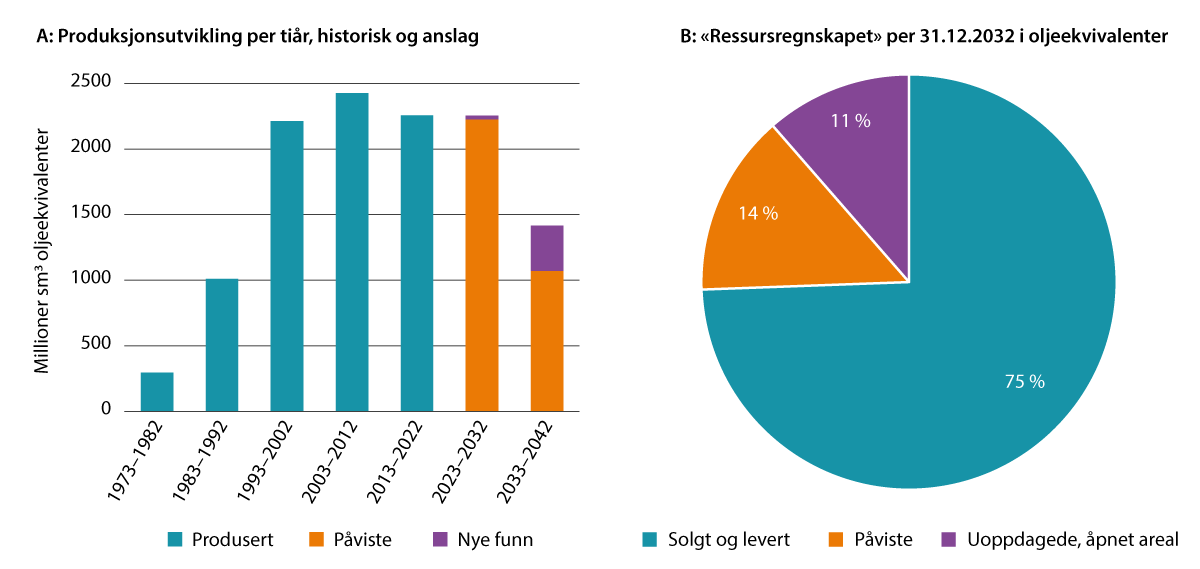 A: Produksjonsutvikling per tiår, historisk og anslag
Millioner sm³ oljeekvivalenter
2500
2000
1500
1000
500
0
1973–1982
1983–1992
1993–2002
2003–2012
2013–2022
2023–2032
2033–2042
Produsert
Påviste
Nye funn
B: «Ressursregnskapet» per 31.12.2032 i oljeekvivalenter
11 %
14 %
75 %
Solgt og levert
Påviste
Uoppdagede, åpnet areal